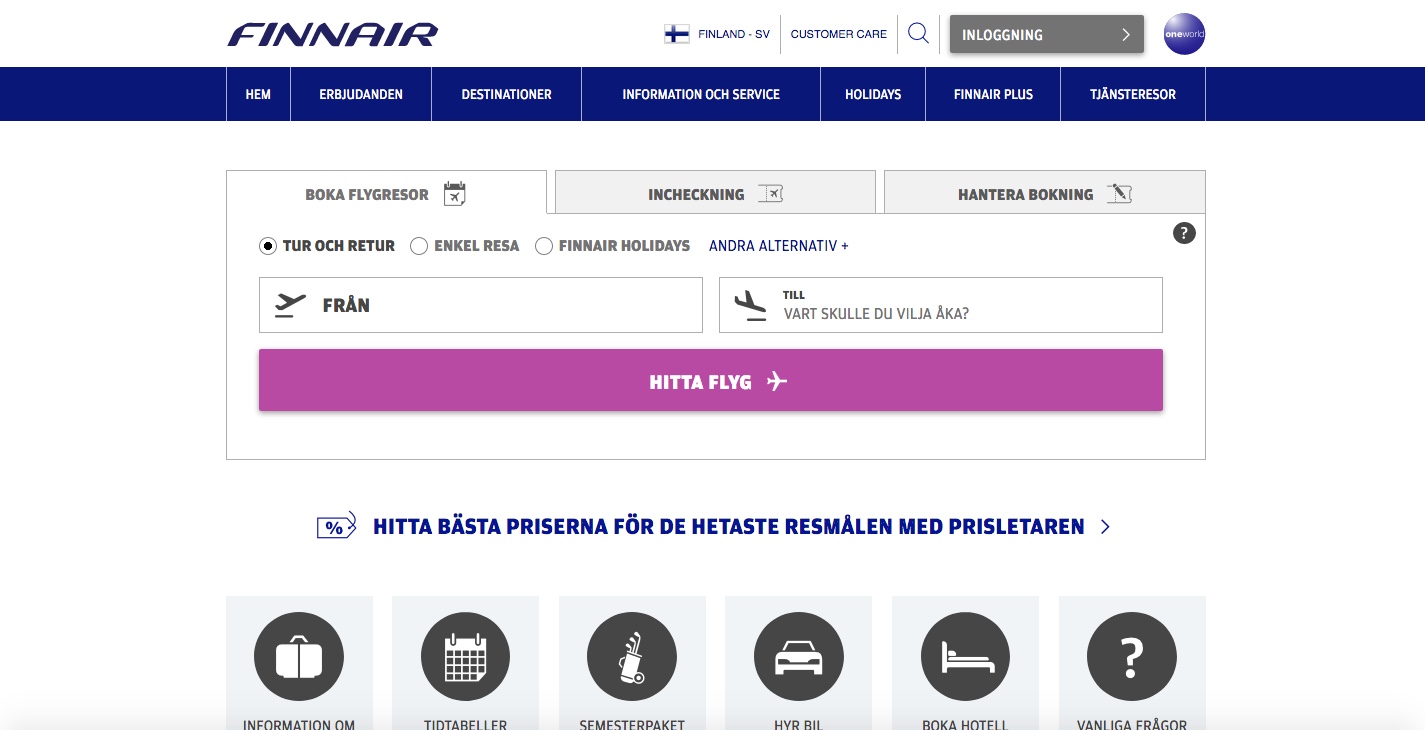 FINNAIR
FINLAND - SV
CUSTOMER CARE
INLOGGNING
oneworld
HEM
ERBJUDANDEN
DESTINATIONER
INFORMATION OCH SERVICE
HOLIDAYS
FINNAIR PLUS
TJÄNSTERESOR
BOKA FLYGRESOR
INCHECKNING
HANTERA BOKNING
?
TUR OCH RETUR
ENKEL RESA
FINNAIR HOLIDAYS
ANDRA ALTERNATIV +
FRÅN
TILL
VART SKULLE DU VILJA ÅKA?
HITTA FLYG
%
HITTA BÄSTA PRISERNA FÖR DE HETASTE RESMÅLEN MED PRISLETAREN
?
INFORMATION OM
TIDTABELLER
SEMESTERPAKET
HYR BIL
BOKA HOTELL
VANLIGA FRÅGOR